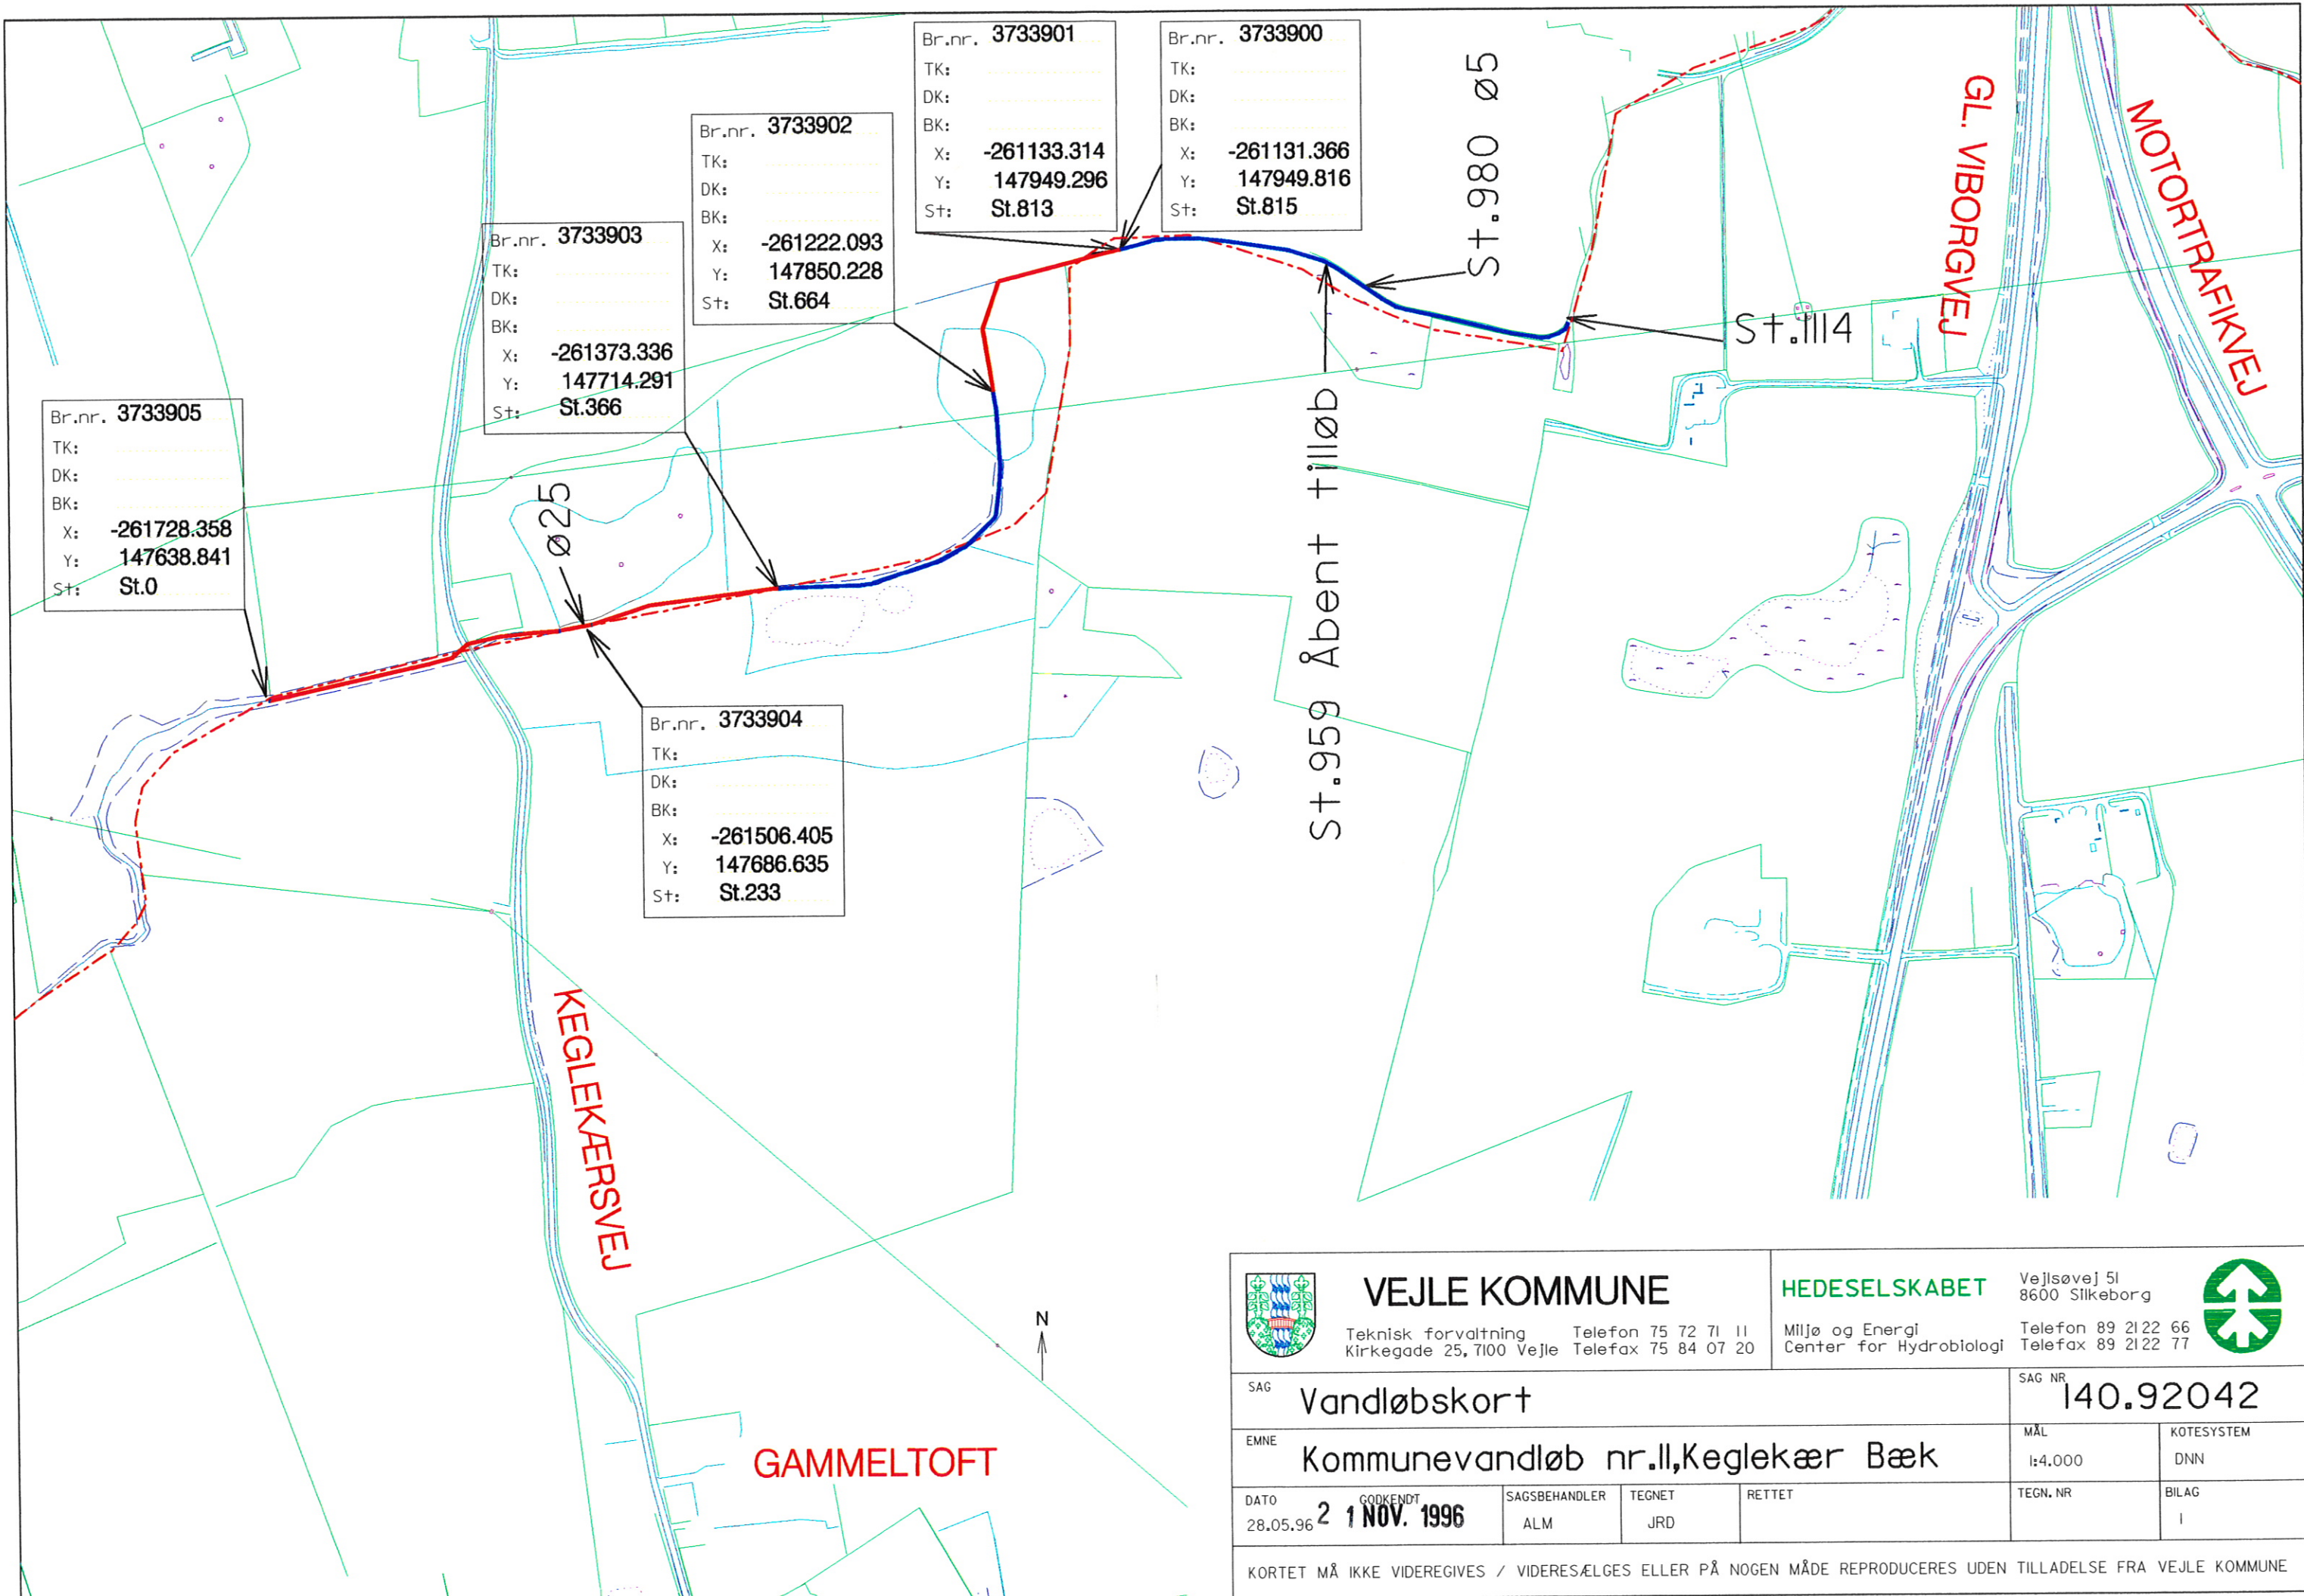 Br.nr. 3733901
TK:
DK:
BK:
X: -261133.314
Y: 147949.296
St: St.813
Br.nr. 3733900
TK:
DK:
BK:
X: -261131.366
Y: 147949.816
St: St.815
Br.nr. 3733902
TK:
DK:
BK:
X: -261222.093
Y: 147850.228
St: St.664
Br.nr. 3733903
TK:
DK:
BK:
X: -261373.336
Y: 147714.291
St: St.366
Br.nr. 3733905
TK:
DK:
BK:
X: -261728.358
Y: 147638.841
St: St.0
Br.nr. 3733904
TK:
DK:
BK:
X: -261506.405
Y: 147686.635
St: St.233
ø25
St.980 ø5
St.959 Åbent tilløb
St.1114
GL. VIBORGVEJ
MOTORTRAFIKVEJ
KEGLEKÆRSVEJ
GAMMELTOFT
N
VEJLE KOMMUNE
Teknisk forvaltning Telefon 75 72 71 11
Kirkegade 25, 7100 Vejle Telefax 75 84 07 20
HEDESELSKABET
Vejlsøvej 51
8600 Silkeborg
Miljø og Energi
Center for Hydrobiologi
Telefon 89 21 22 66
Telefax 89 21 22 77
SAG Vandløbskort
SAG NR 140.92042
EMNE Kommunevandløb nr.11,Keglekær Bæk
MÅL 1:4.000
KOTESYSTEM DNN
DATO 28.05.96
GODKENDT 21 NOV. 1996
SAGSBEHANDLER ALM
TEGNET JRD
RETTET
TEGN. NR
BILAG 1
KORTET MÅ IKKE VIDEREGIVES / VIDERESÆLGES ELLER PÅ NOGEN MÅDE REPRODUCERES UDEN TILLADELSE FRA VEJLE KOMMUNE